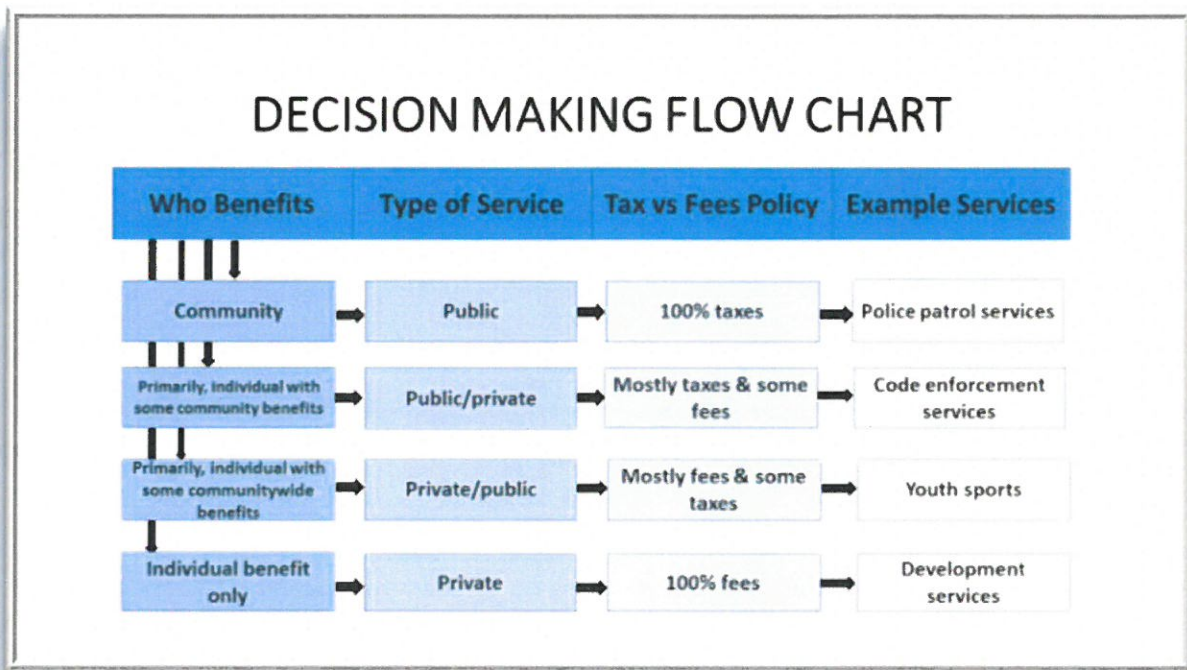 DECISION MAKING FLOW CHART
Who Benefits
Type of Service
Tax vs Fees Policy
Example Services
Community
Public
100% taxes
Police patrol services
Primarily, individual with
some community benefits
Public/private
Mostly taxes & some
fees
Code enforcement
services
Primarily, individual with
some communitywide
benefits
Private/public
Mostly fees & some
taxes
Youth sports
Individual benefit
only
Private
100% fees
Development
services